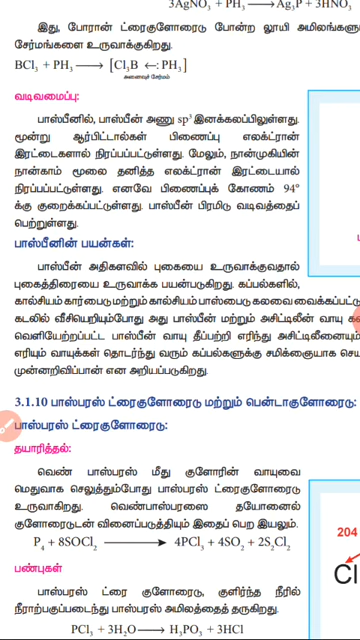 3AgNO₃ + PH₃ ⟶ Ag₃P + 3HNO₃
இது, போரான் ட்ரைகுளோரைடு போன்ற லூயி அமிலங்களு
சேர்மங்களை உருவாக்குகிறது.
BCl₃ + PH₃ ⟶ [Cl₃B ←:PH₃]
அணைவுச் சேர்மம்
வடிவமைப்பு:
பாஸ்பீனில், பாஸ்பீன் அணு sp³ இனக்கலப்பிலுள்ளது.
மூன்று ஆர்பிட்டால்கள் பிணைப்பு எலக்ட்ரான்
இரட்டைகளால் நிரப்பப்பட்டுள்ளது. மேலும், நான்முகியின்
நான்காம் மூலை தனித்த எலக்ட்ரான் இரட்டையால்
நிரப்பப்பட்டுள்ளது. எனவே பிணைப்புக் கோணம் 94°
க்கு குறைக்கப்பட்டுள்ளது. பாஸ்பீன் பிரமிடு வடிவத்தைப்
பெற்றுள்ளது.
பாஸ்பீனின் பயன்கள்:
பாஸ்பீன் அதிகளவில் புகையை உருவாக்குவதால்
புகைத்திரையை உருவாக்க பயன்படுகிறது. கப்பல்களில்,
கால்சியம் கார்பைடு மற்றும் கால்சியம் பாஸ்பைடு கலவை வைக்கப்பட்டு
கடலில் வீசியெறியும்போது அது பாஸ்பீன் மற்றும் அசிட்டிலீன் வாயு க
வெளியேற்றப்பட்ட பாஸ்பீன் வாயு தீப்பற்றி எரிந்து அசிட்டிலீனையும்
எரியும் வாயுக்கள் தொடர்ந்து வரும் கப்பல்களுக்கு சமிக்ஞையாக செய
முன்னறிவிப்பான் என அறியப்படுகிறது.
3.1.10 பாஸ்பரஸ் ட்ரைகுளோரைடு மற்றும் பென்டாகுளோரைடு:
பாஸ்பரஸ் ட்ரைகுளோரைடு:
தயாரித்தல்:
வெண் பாஸ்பரஸ் மீது குளோரின் வாயுவை
மெதுவாக செலுத்தும்போது பாஸ்பரஸ் ட்ரைகுளோரைடு
உருவாகிறது. வெண்பாஸ்பரஸை தயோனைல்
குளோரைடுடன் வினைப்படுத்தியும் இதைப் பெற இயலும்.
P₄ + 8SOCl₂ ⟶ 4PCl₃ + 4SO₂ + 2S₂Cl₂
204
Cl
பண்புகள்
பாஸ்பரஸ் ட்ரை குளோரைடு, குளிர்ந்த நீரில்
நீராற்பகுப்படைந்து பாஸ்பரஸ் அமிலத்தைத் தருகிறது.
PCl₃ + 3H₂O ⟶ H₃PO₃ + 3HCl